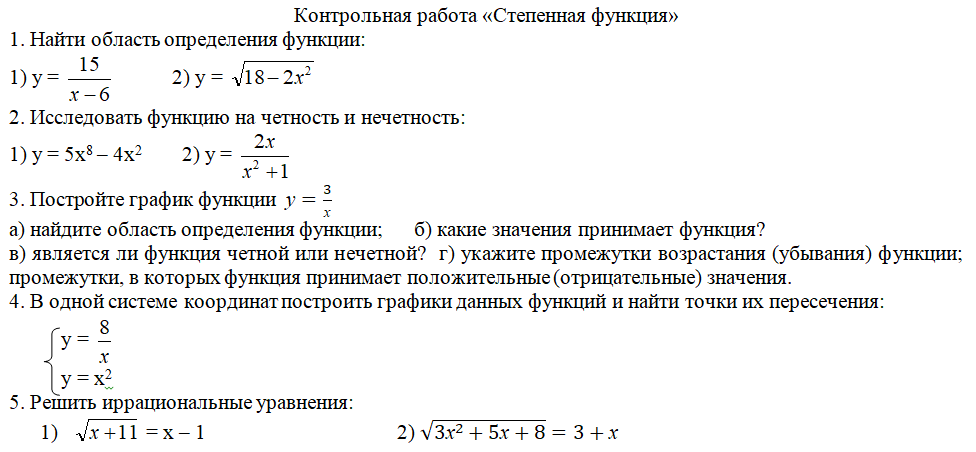 Контрольная работа «Степенная функция»
1. Найти область определения функции:
1) y = 15/(x – 6)   2) y = √(18 – 2x²)
2. Исследовать функцию на четность и нечетность:
1) y = 5x⁸ – 4x²   2) y = 2x/(x² + 1)
3. Постройте график функции y = 3/x
а) найдите область определения функции;   б) какие значения принимает функция?
в) является ли функция четной или нечетной?  г) укажите промежутки возрастания (убывания) функции;
промежутки, в которых функция принимает положительные (отрицательные) значения.
4. В одной системе координат построить графики данных функций и найти точки их пересечения:
{ y = 8/x
y = x²
5. Решить иррациональные уравнения:
1) √(x + 11) = x – 1   2) √(3x² + 5x + 8) = 3 + x